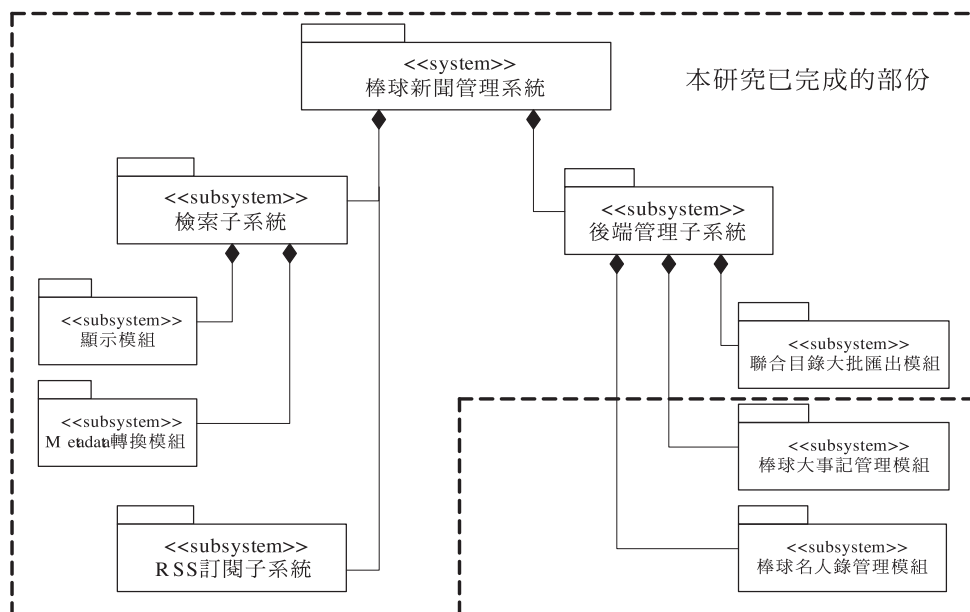 <<system>>
棒球新聞管理系統
本研究已完成的部份
<<subsystem>>
檢索子系統
<<subsystem>>
後端管理子系統
<<subsystem>>
顯示模組
<<subsystem>>
聯合目錄大批匯出模組
<<subsystem>>
Metadata轉換模組
<<subsystem>>
棒球大事記管理模組
<<subsystem>>
RSS訂閱子系統
<<subsystem>>
棒球名人錄管理模組